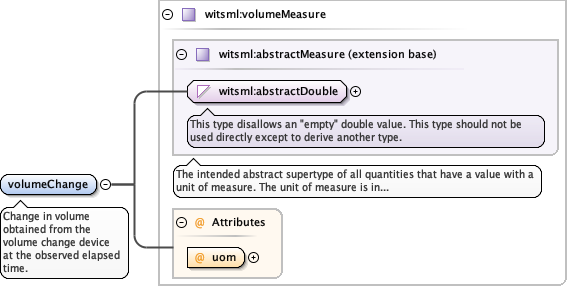 witsml:volumeMeasure
witsml:abstractMeasure (extension base)
witsml:abstractDouble
This type disallows an "empty" double value. This type should not be
used directly except to derive another type.
The intended abstract supertype of all quantities that have a value with a
unit of measure. The unit of measure is in...
volumeChange
Change in volume
obtained from the
volume change device
at the observed elapsed
time.
@ Attributes
@ uom